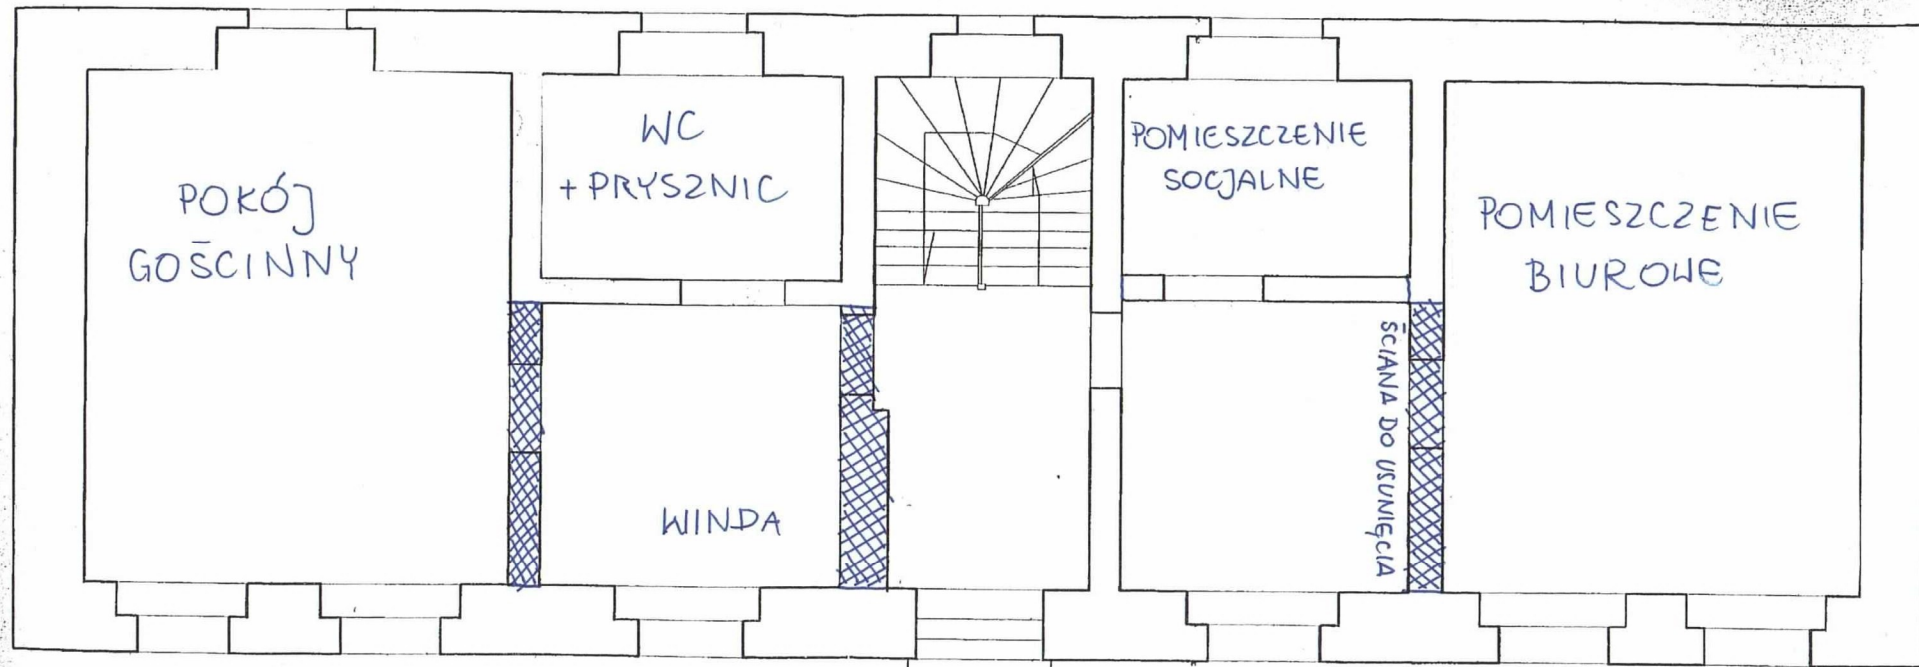 POKÓJ
GOŚCINNY
WC
+ PRYSZNIC
WINDA
POMIESZCZENIE
SOCJALNE
ŚCIANA DO USUNIĘCIA
POMIESZCZENIE
BIUROWE